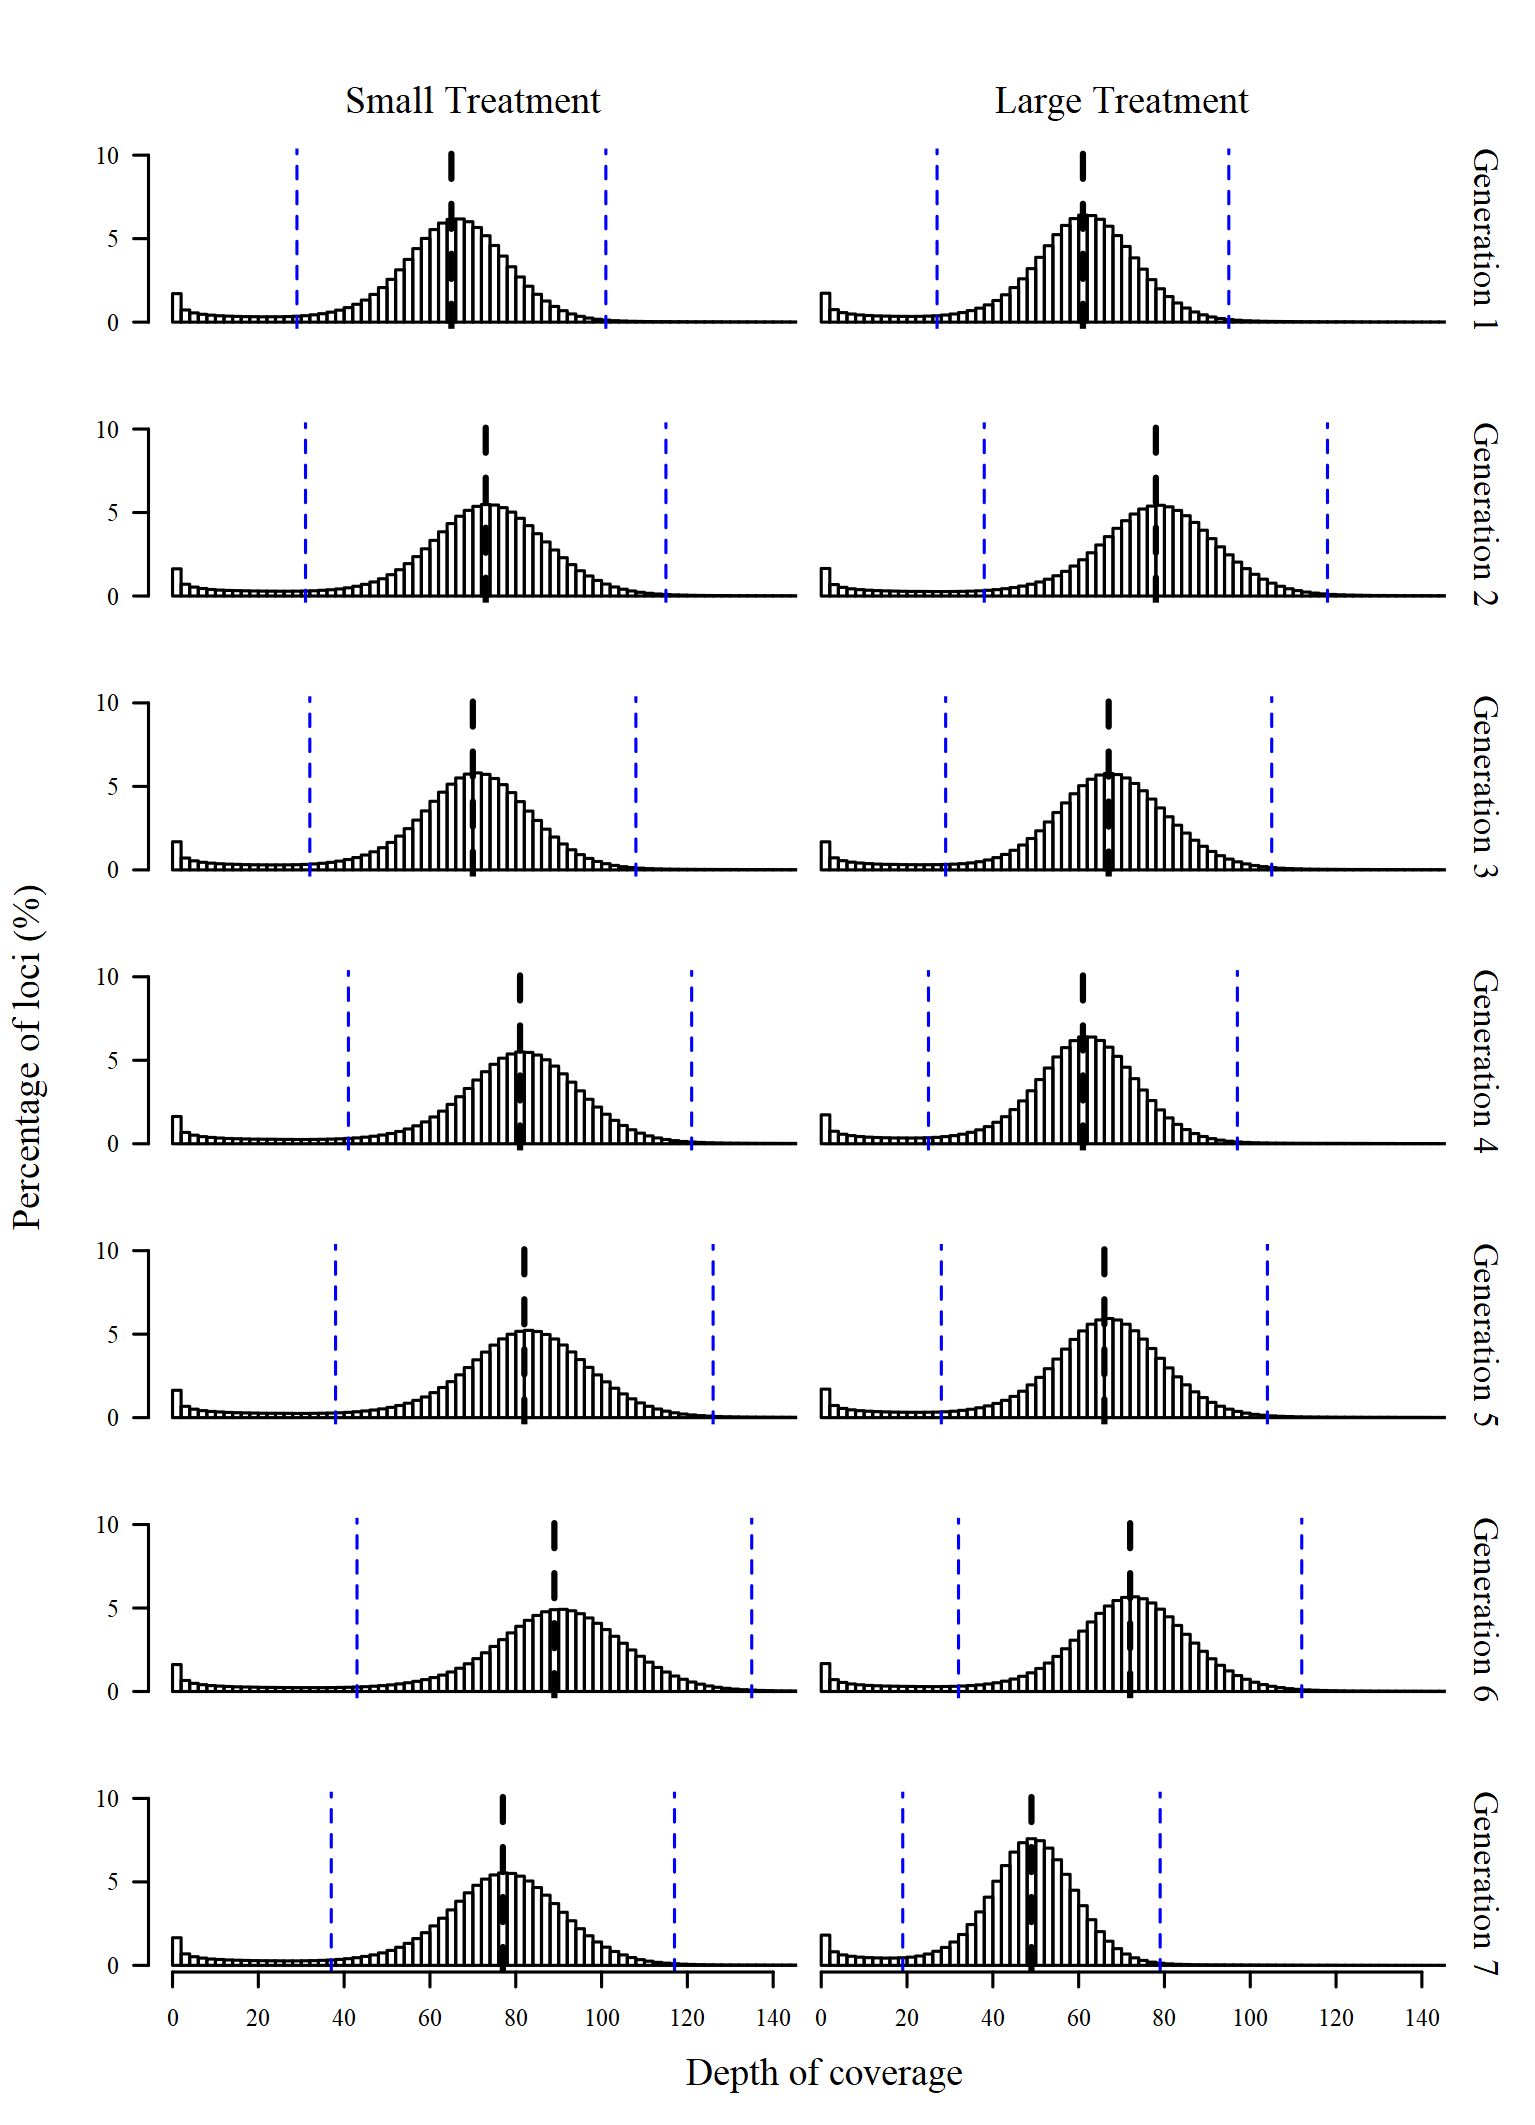 Small Treatment Large Treatment
10
5
0
Generation 1
10
5
0
Generation 2
10
5
0
Generation 3
Percentage of loci (%)
10
5
0
Generation 4
10
5
0
Generation 5
10
5
0
Generation 6
10
5
0
Generation 7
0 20 40 60 80 100 120 140 0 20 40 60 80 100 120 140
Depth of coverage